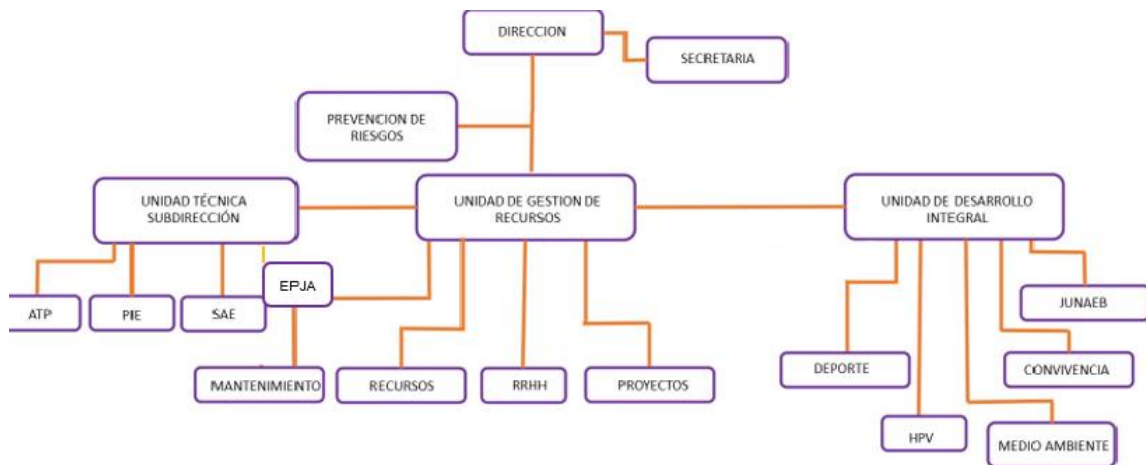 DIRECCION
SECRETARIA
PREVENCION DE
RIESGOS
UNIDAD TÉCNICA
SUBDIRECCIÓN
UNIDAD DE GESTION DE
RECURSOS
UNIDAD DE DESARROLLO
INTEGRAL
EPJA
ATP
PIE
SAE
JUNAEB
MANTENIMIENTO
RECURSOS
RRHH
PROYECTOS
DEPORTE
CONVIVENCIA
HPV
MEDIO AMBIENTE